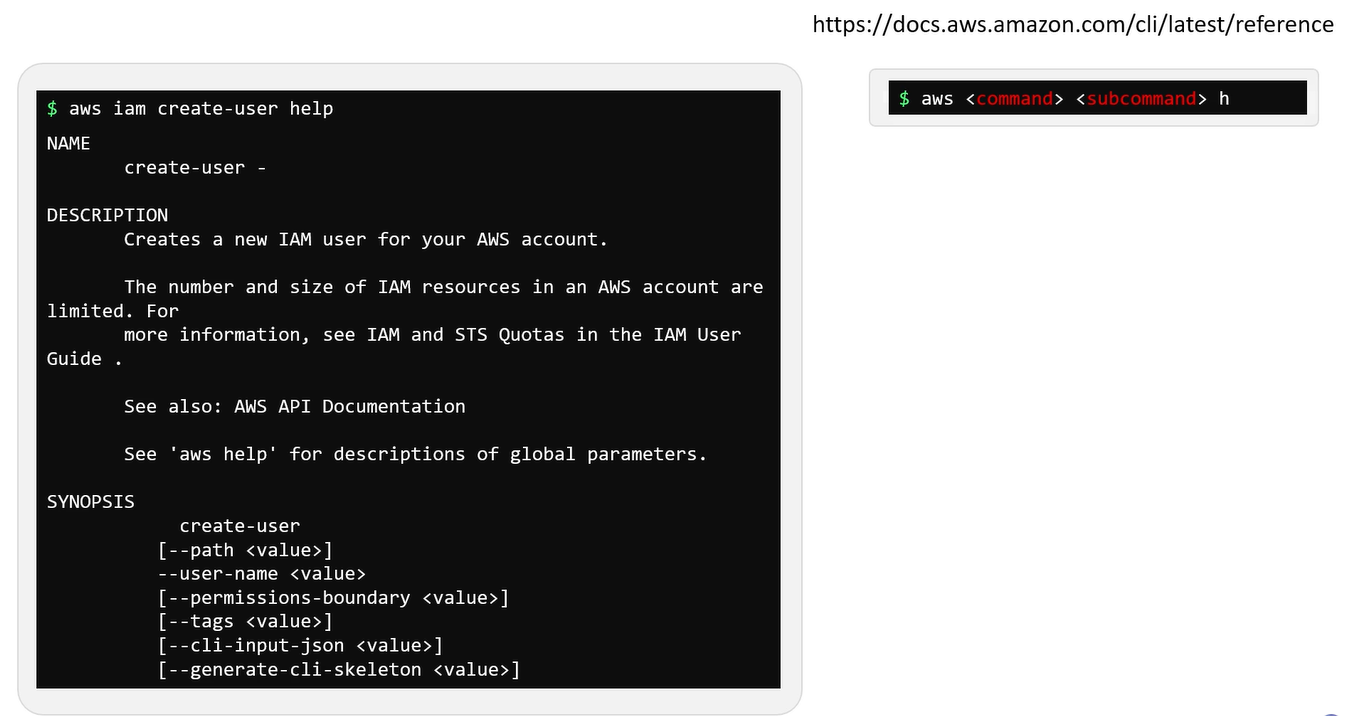 https://docs.aws.amazon.com/cli/latest/reference
$ aws iam create-user help
NAME
create-user -
DESCRIPTION
Creates a new IAM user for your AWS account.
The number and size of IAM resources in an AWS account are
limited. For
more information, see IAM and STS Quotas in the IAM User
Guide .
See also: AWS API Documentation
See 'aws help' for descriptions of global parameters.
SYNOPSIS
create-user
[--path <value>]
--user-name <value>
[--permissions-boundary <value>]
[--tags <value>]
[--cli-input-json <value>]
[--generate-cli-skeleton <value>]
$ aws <command> <subcommand> h